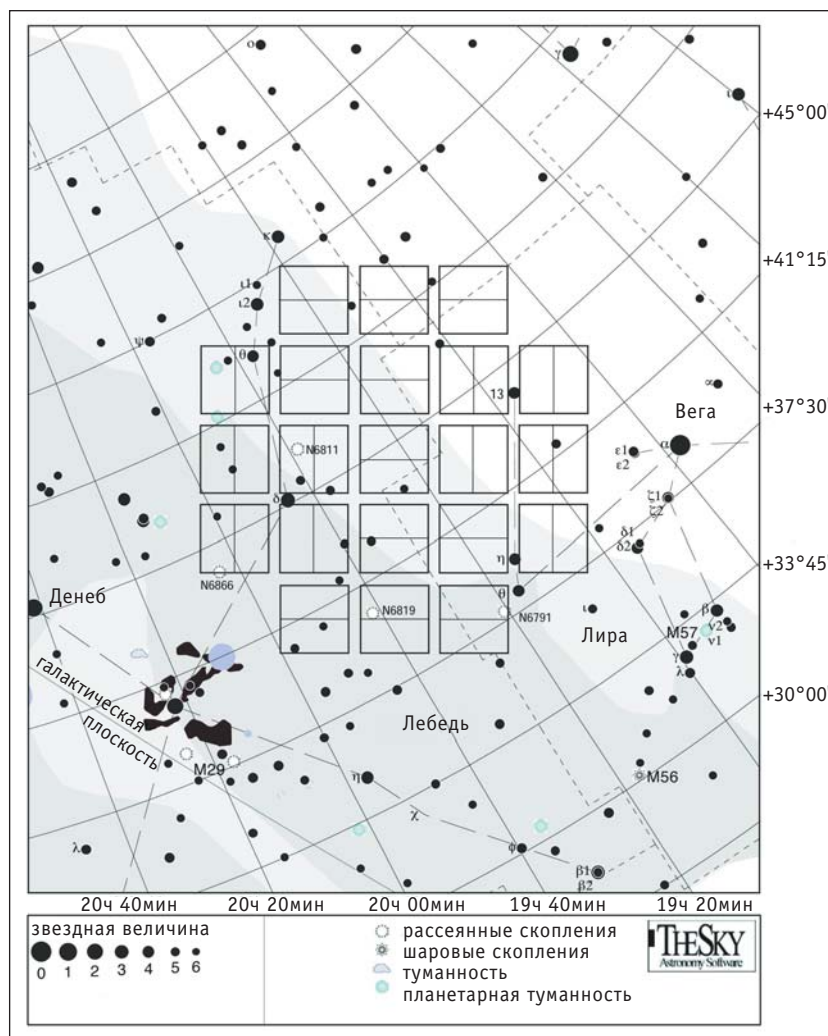 ο
γ
ι
+45°00'
κ
+41°15'
ι1
ι2
ψ
θ
13
α
+37°30'
Вега
ε1
ε2
α
N6811
δ
ζ1
ζ2
δ1
δ2
+33°45'
Денеб
N6866
η
θ
N6819
N6791
ι
Лира
β
M57
ν2
ν1
γ
λ
+30°00'
галактическая
плоскость
Лебедь
M29
η
M56
χ
λ
φ
β1
β2
20ч 40мин 20ч 20мин 20ч 00мин 19ч 40мин 19ч 20мин
звездная величина
0 1 2 3 4 5 6
рассеянные скопления
шаровые скопления
туманность
планетарная туманность
THESKY
Astronomy Software